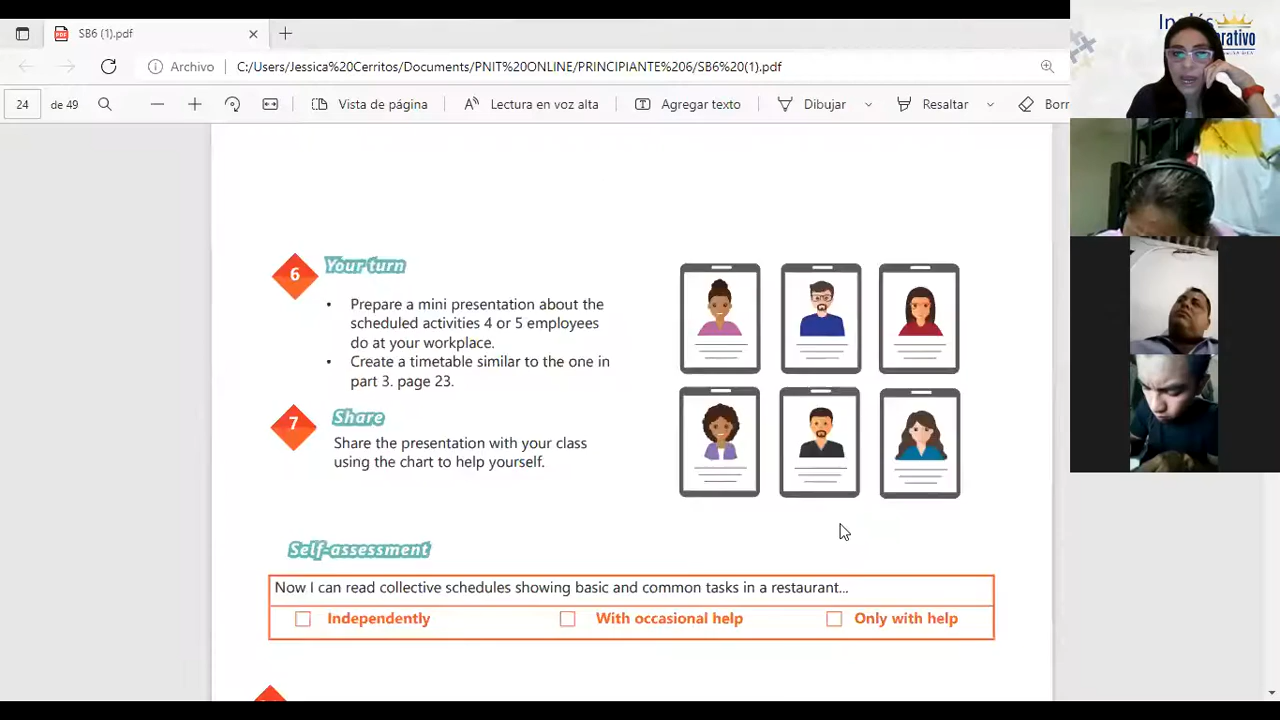 SB6 (1).pdf
Archivo C:/Users/Jessica%20Cerritos/Documents/PNIT%20ONLINE/PRINCIPIANTE%206/SB6%20(1).pdf
24 de 49 Vista de página Lectura en voz alta Agregar texto Dibujar Resaltar Borr
6 Your turn
• Prepare a mini presentation about the
scheduled activities 4 or 5 employees
do at your workplace.
• Create a timetable similar to the one in
part 3. page 23.
7 Share
Share the presentation with your class
using the chart to help yourself.
Self-assessment
Now I can read collective schedules showing basic and common tasks in a restaurant...
Independently With occasional help Only with help